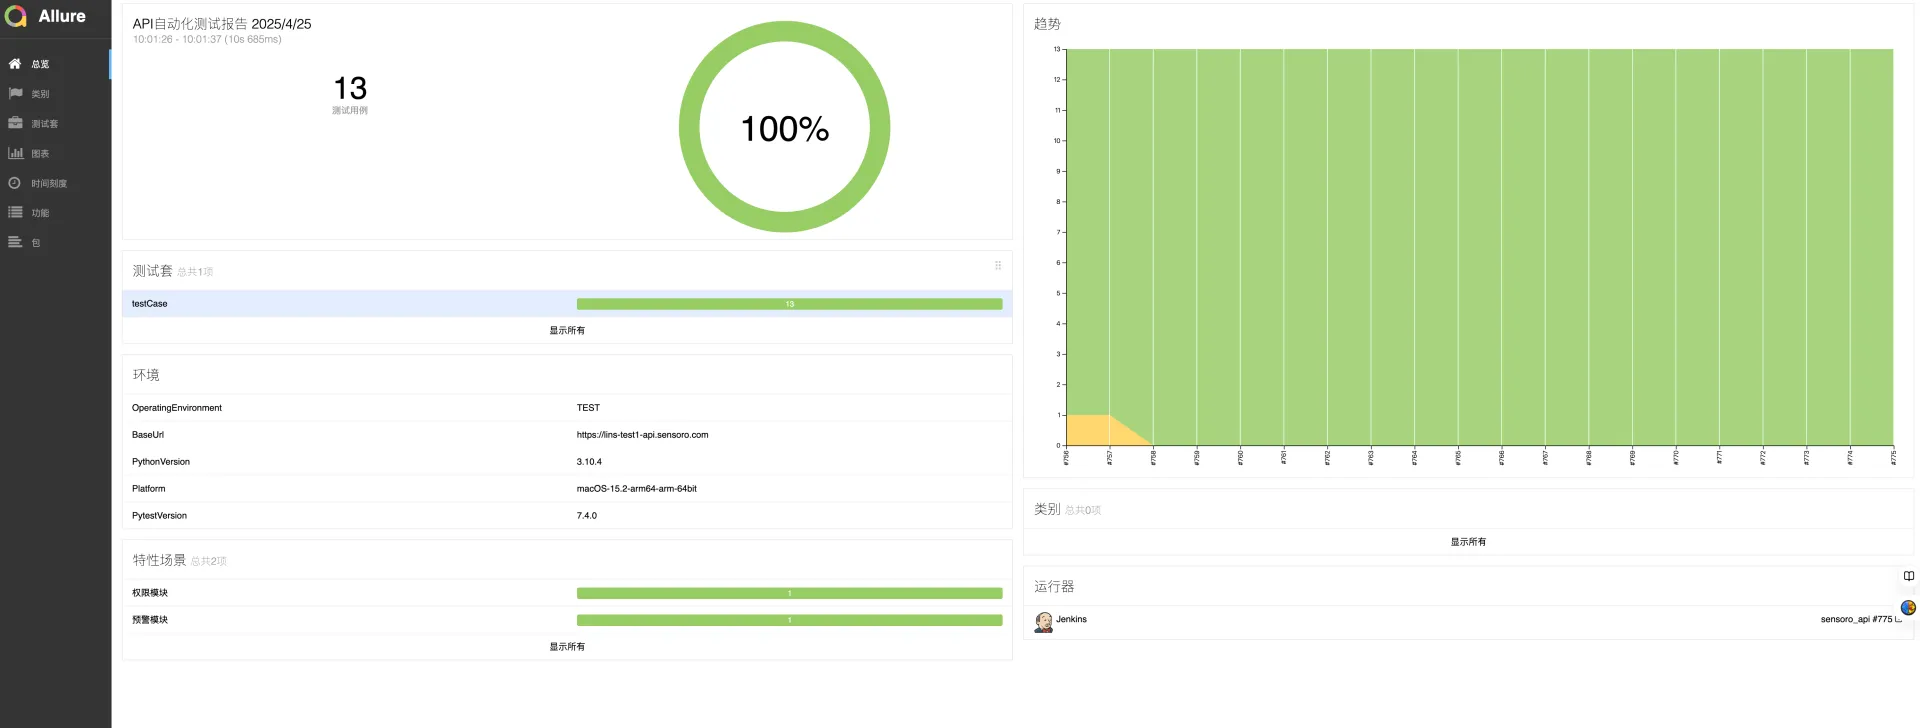 Allure
总览
类别
测试套
图表
时间刻度
功能
包
API自动化测试报告 2025/4/25
10:01:26 - 10:01:37 (10s 685ms)
13
测试用例
100%
测试套 总共1项
testCase
13
显示所有
环境
OperatingEnvironment TEST
BaseUrl https://lins-test1-api.sensoro.com
PythonVersion 3.10.4
Platform macOS-15.2-arm64-arm-64bit
PytestVersion 7.4.0
特性场景 总共2项
权限模块 1
预警模块 1
显示所有
趋势
13
12
11
10
9
8
7
6
5
4
3
2
1
0
#756 #757 #758 #759 #760 #761 #762 #763 #764 #765 #766 #767 #768 #769 #770 #771 #772 #773 #774 #775
类别 总共0项
显示所有
运行器
Jenkins sensoro_api #775